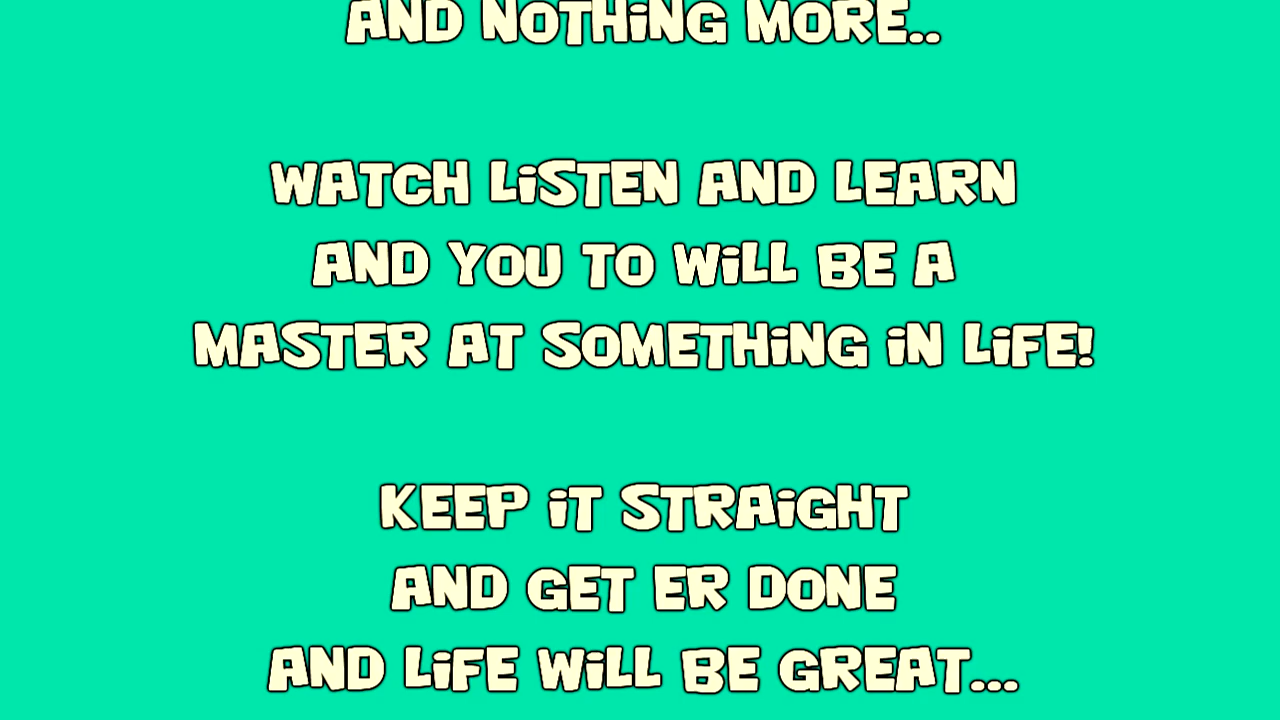 AND NOTHiNG MORE..
WATCH LiSTEN AND LEARN
AND YOU TO WiLL BE A
MASTER AT SOMETHiNG iN LiFE!
KEEP iT STRAiGHT
AND GET ER DONE
AND LiFE WiLL BE GREAT...